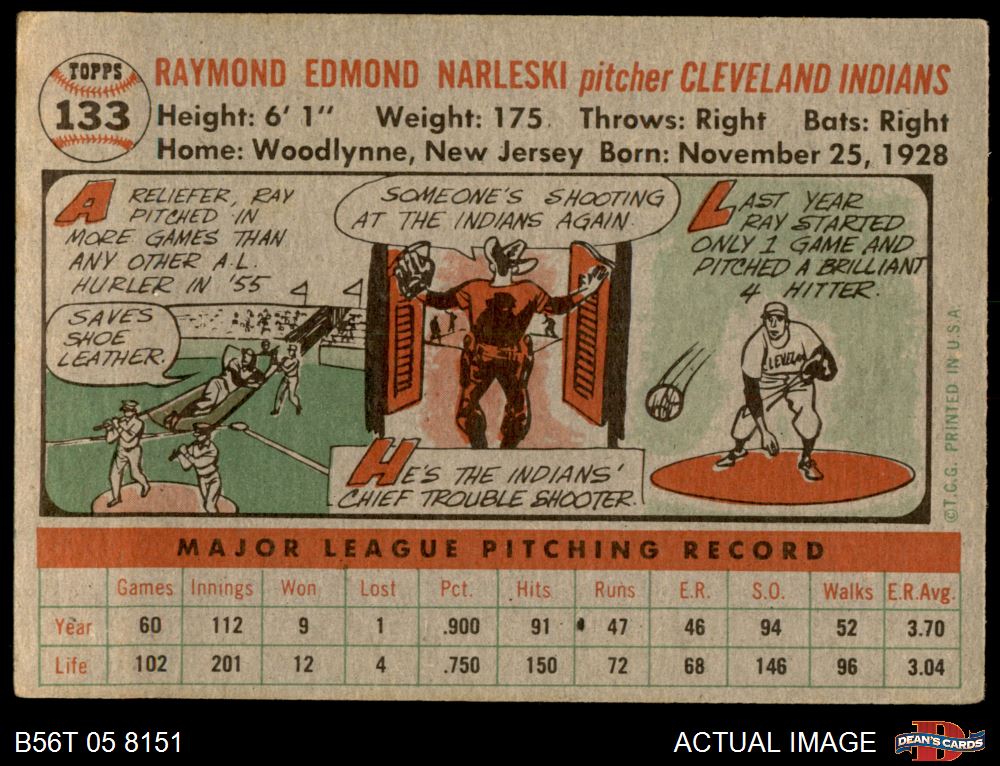 TOPPS
133
RAYMOND EDMOND NARLESKI pitcher CLEVELAND INDIANS
Height: 6' 1" Weight: 175 Throws: Right Bats: Right
Home: Woodlynne, New Jersey Born: November 25, 1928
A RELIEFER, RAY
PITCHED IN
MORE GAMES THAN
ANY OTHER A.L.
HURLER IN '55
SAVES
SHOE
LEATHER.
SOMEONE'S SHOOTING
AT THE INDIANS AGAIN.
HE'S THE INDIANS'
CHIEF TROUBLE SHOOTER.
LAST YEAR
RAY STARTED
ONLY 1 GAME AND
PITCHED A BRILLIANT
4 HITTER.
CLEVELAN
©T.C.G. PRINTED IN U.S.A.
MAJOR LEAGUE PITCHING RECORD
Games Innings Won Lost Pct. Hits Runs E.R. S.O. Walks E.R.Avg.
Year 60 112 9 1 .900 91 47 46 94 52 3.70
Life 102 201 12 4 .750 150 72 68 146 96 3.04
B56T 05 8151
ACTUAL IMAGE
DEAN'S CARDS